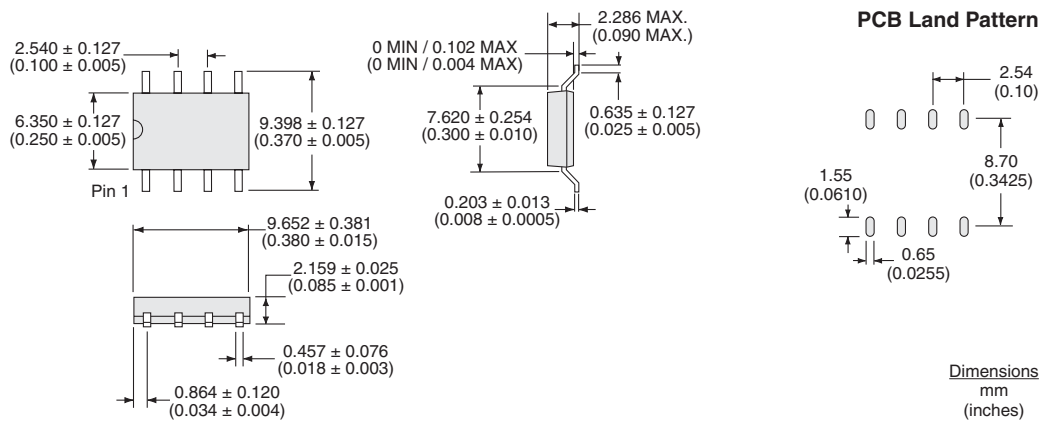 2.540 ± 0.127
(0.100 ± 0.005)
6.350 ± 0.127
(0.250 ± 0.005)
Pin 1
9.398 ± 0.127
(0.370 ± 0.005)
9.652 ± 0.381
(0.380 ± 0.015)
2.159 ± 0.025
(0.085 ± 0.001)
0.457 ± 0.076
(0.018 ± 0.003)
0.864 ± 0.120
(0.034 ± 0.004)
2.286 MAX.
(0.090 MAX.)
0 MIN / 0.102 MAX
(0 MIN / 0.004 MAX)
7.620 ± 0.254
(0.300 ± 0.010)
0.635 ± 0.127
(0.025 ± 0.005)
0.203 ± 0.013
(0.008 ± 0.0005)
PCB Land Pattern
2.54
(0.10)
8.70
(0.3425)
1.55
(0.0610)
0.65
(0.0255)
Dimensions
mm
(inches)